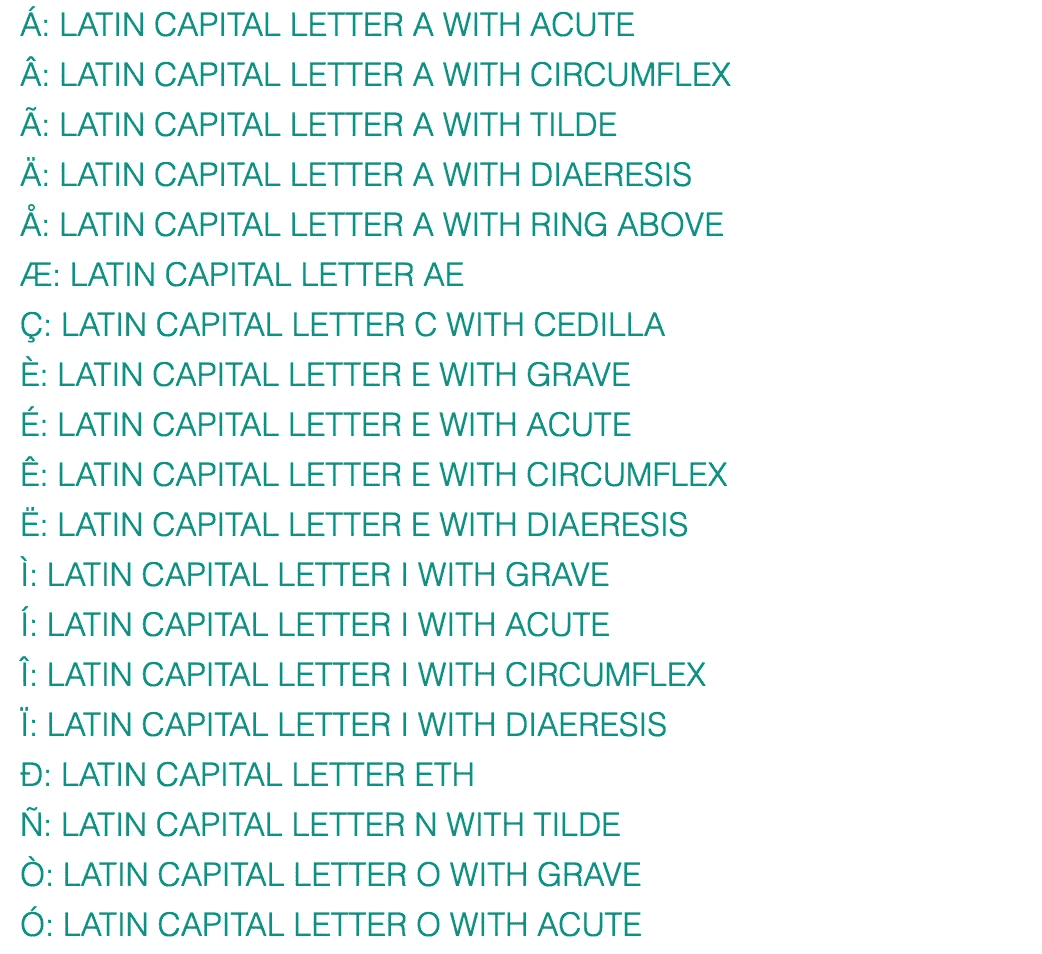 Á: LATIN CAPITAL LETTER A WITH ACUTE
Â: LATIN CAPITAL LETTER A WITH CIRCUMFLEX
Ã: LATIN CAPITAL LETTER A WITH TILDE
Ä: LATIN CAPITAL LETTER A WITH DIAERESIS
Å: LATIN CAPITAL LETTER A WITH RING ABOVE
Æ: LATIN CAPITAL LETTER AE
Ç: LATIN CAPITAL LETTER C WITH CEDILLA
È: LATIN CAPITAL LETTER E WITH GRAVE
É: LATIN CAPITAL LETTER E WITH ACUTE
Ê: LATIN CAPITAL LETTER E WITH CIRCUMFLEX
Ë: LATIN CAPITAL LETTER E WITH DIAERESIS
Ì: LATIN CAPITAL LETTER I WITH GRAVE
Í: LATIN CAPITAL LETTER I WITH ACUTE
Î: LATIN CAPITAL LETTER I WITH CIRCUMFLEX
Ï: LATIN CAPITAL LETTER I WITH DIAERESIS
Ð: LATIN CAPITAL LETTER ETH
Ñ: LATIN CAPITAL LETTER N WITH TILDE
Ò: LATIN CAPITAL LETTER O WITH GRAVE
Ó: LATIN CAPITAL LETTER O WITH ACUTE